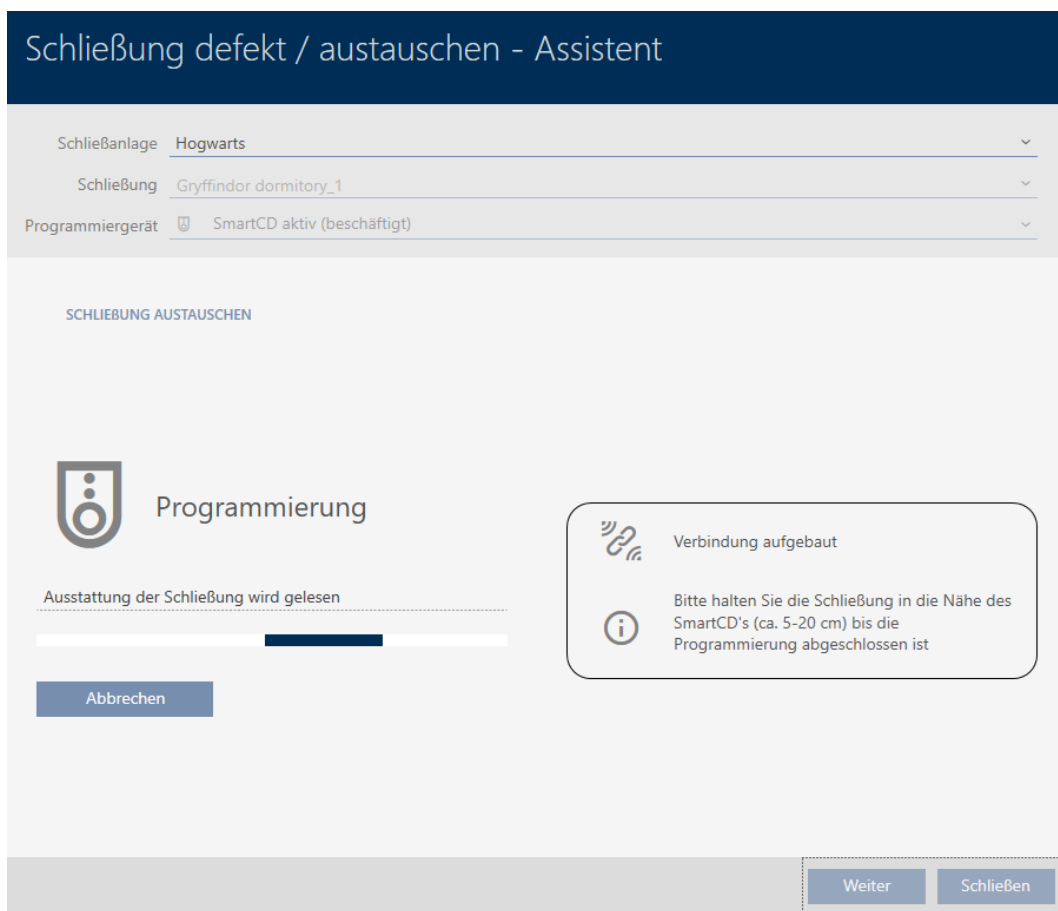 Schließung defekt / austauschen - Assistent
Schließanlage Hogwarts
Schließung Gryffindor dormitory_1
Programmiergerät SmartCD aktiv (beschäftigt)
SCHLIEßUNG AUSTAUSCHEN
Programmierung
Ausstattung der Schließung wird gelesen
Abbrechen
Verbindung aufgebaut
Bitte halten Sie die Schließung in die Nähe des
SmartCD's (ca. 5-20 cm) bis die
Programmierung abgeschlossen ist
Weiter Schließen